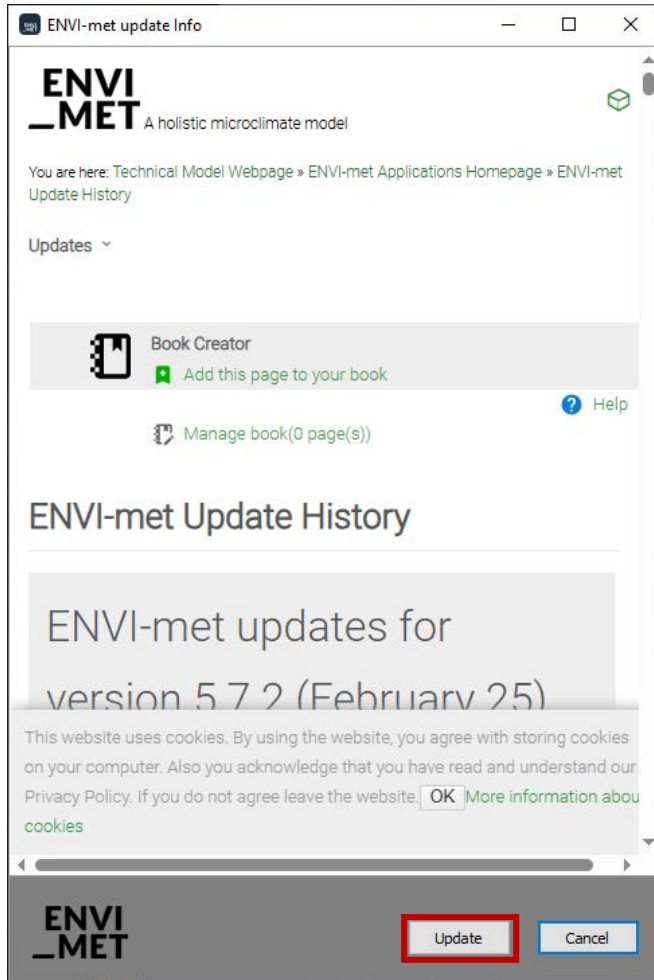 ENVI-met update Info
ENVI
_MET A holistic microclimate model
You are here: Technical Model Webpage » ENVI-met Applications Homepage » ENVI-met
Update History
Updates
Book Creator
Add this page to your book
Help
Manage book(0 page(s))
ENVI-met Update History
ENVI-met updates for
version 5.7.2 (February 25)
This website uses cookies. By using the website, you agree with storing cookies
on your computer. Also you acknowledge that you have read and understand our
Privacy Policy. If you do not agree leave the website. OK More information abou
cookies
ENVI
_MET
Update
Cancel